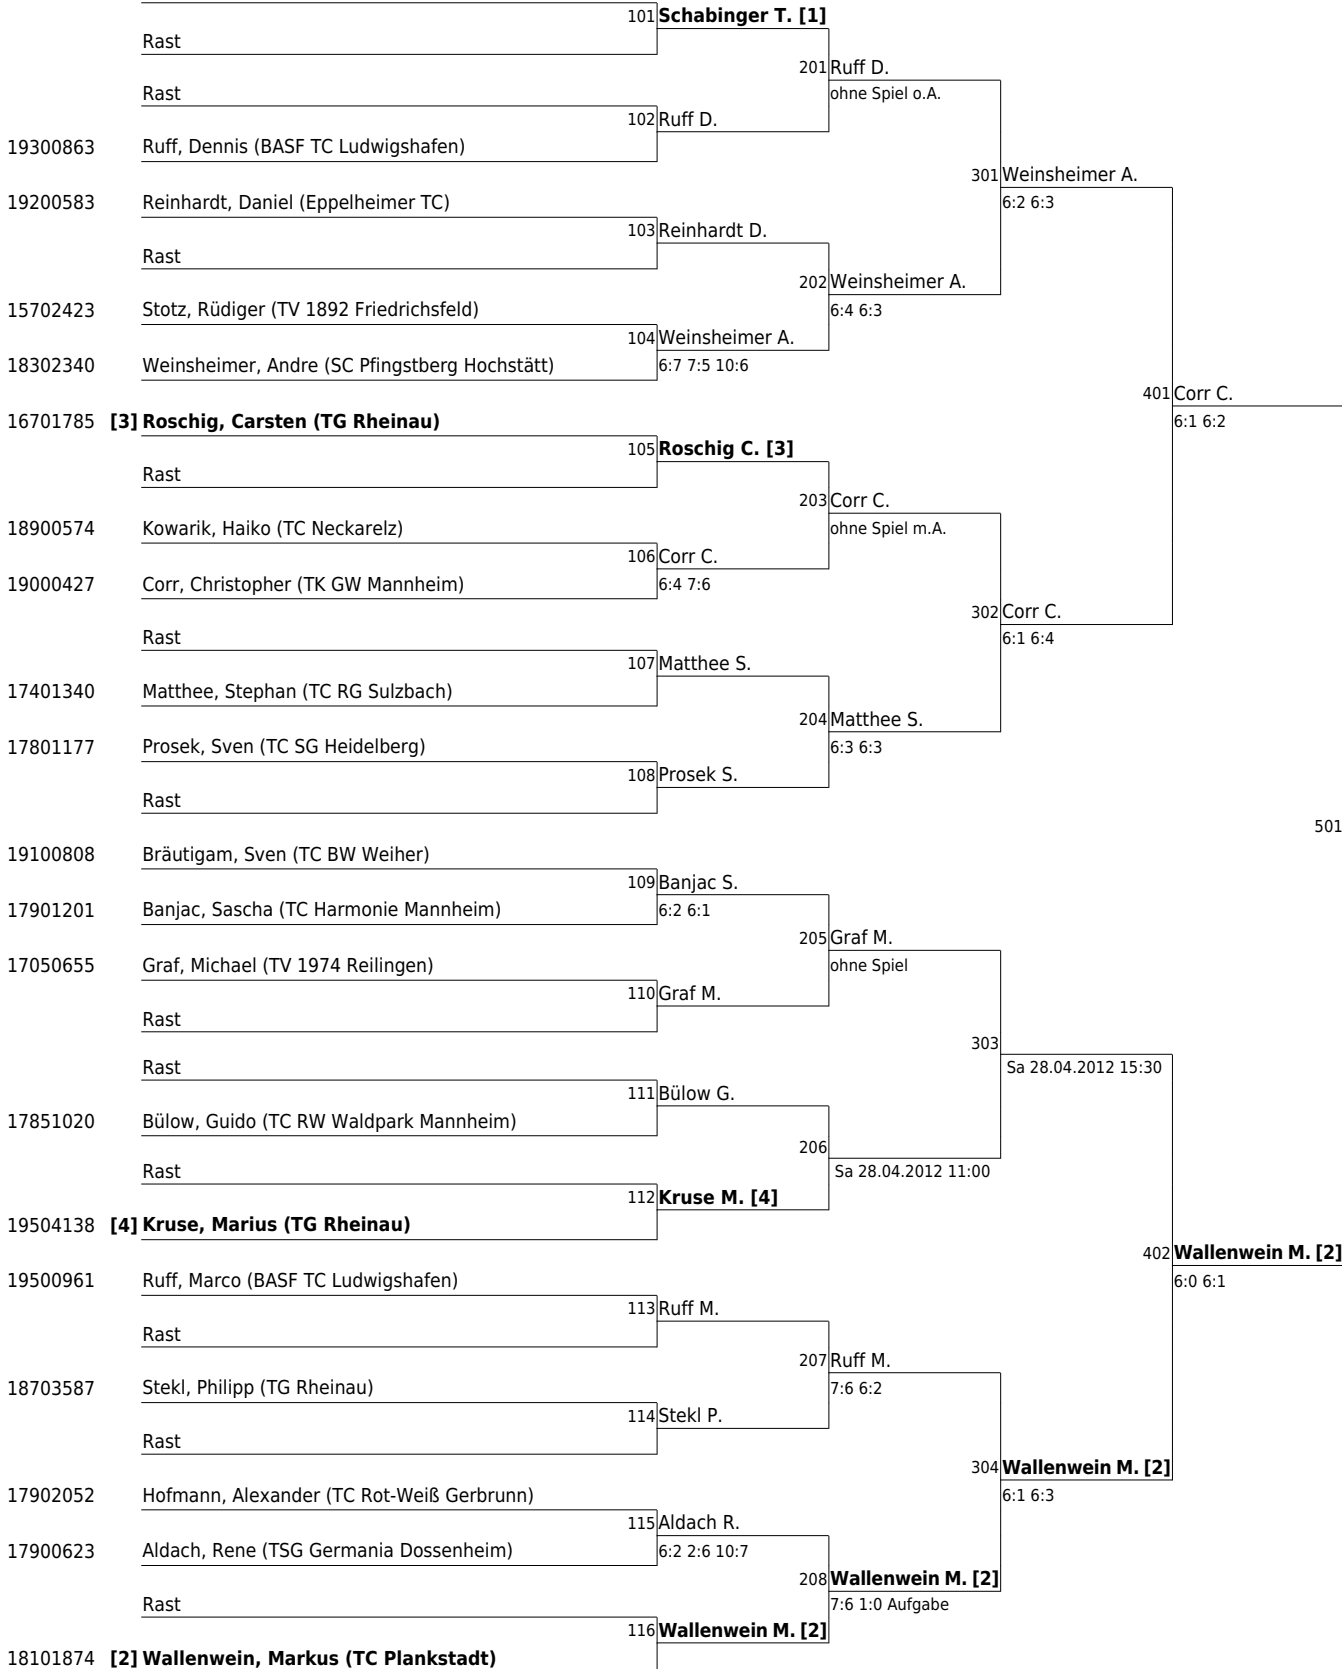 101 Schabinger T. [1]
Rast
201 Ruff D.
Rast
ohne Spiel o.A.
102 Ruff D.
19300863 Ruff, Dennis (BASF TC Ludwigshafen)
301 Weinsheimer A.
19200583 Reinhardt, Daniel (Eppelheimer TC)
6:2 6:3
103 Reinhardt D.
Rast
202 Weinsheimer A.
15702423 Stotz, Rüdiger (TV 1892 Friedrichsfeld)
6:4 6:3
104 Weinsheimer A.
18302340 Weinsheimer, Andre (SC Pfingstberg Hochstätt)
6:7 7:5 10:6
401 Corr C.
16701785 [3] Roschig, Carsten (TG Rheinau)
6:1 6:2
105 Roschig C. [3]
Rast
203 Corr C.
18900574 Kowarik, Haiko (TC Neckarelz)
ohne Spiel m.A.
106 Corr C.
19000427 Corr, Christopher (TK GW Mannheim)
6:4 7:6
302 Corr C.
Rast
6:1 6:4
107 Matthee S.
17401340 Matthee, Stephan (TC RG Sulzbach)
204 Matthee S.
17801177 Prosek, Sven (TC SG Heidelberg)
6:3 6:3
108 Prosek S.
Rast
501
19100808 Bräutigam, Sven (TC BW Weiher)
109 Banjac S.
17901201 Banjac, Sascha (TC Harmonie Mannheim)
6:2 6:1
205 Graf M.
17050655 Graf, Michael (TV 1974 Reilingen)
ohne Spiel
110 Graf M.
Rast
303
Rast
Sa 28.04.2012 15:30
111 Bülow G.
17851020 Bülow, Guido (TC RW Waldpark Mannheim)
206
Rast
Sa 28.04.2012 11:00
112 Kruse M. [4]
19504138 [4] Kruse, Marius (TG Rheinau)
402 Wallenwein M. [2]
19500961 Ruff, Marco (BASF TC Ludwigshafen)
6:0 6:1
113 Ruff M.
Rast
207 Ruff M.
18703587 Stekl, Philipp (TG Rheinau)
7:6 6:2
114 Stekl P.
Rast
304 Wallenwein M. [2]
17902052 Hofmann, Alexander (TC Rot-Weiß Gerbrunn)
6:1 6:3
115 Aldach R.
17900623 Aldach, Rene (TSG Germania Dossenheim)
6:2 2:6 10:7
208 Wallenwein M. [2]
Rast
7:6 1:0 Aufgabe
116 Wallenwein M. [2]
18101874 [2] Wallenwein, Markus (TC Plankstadt)